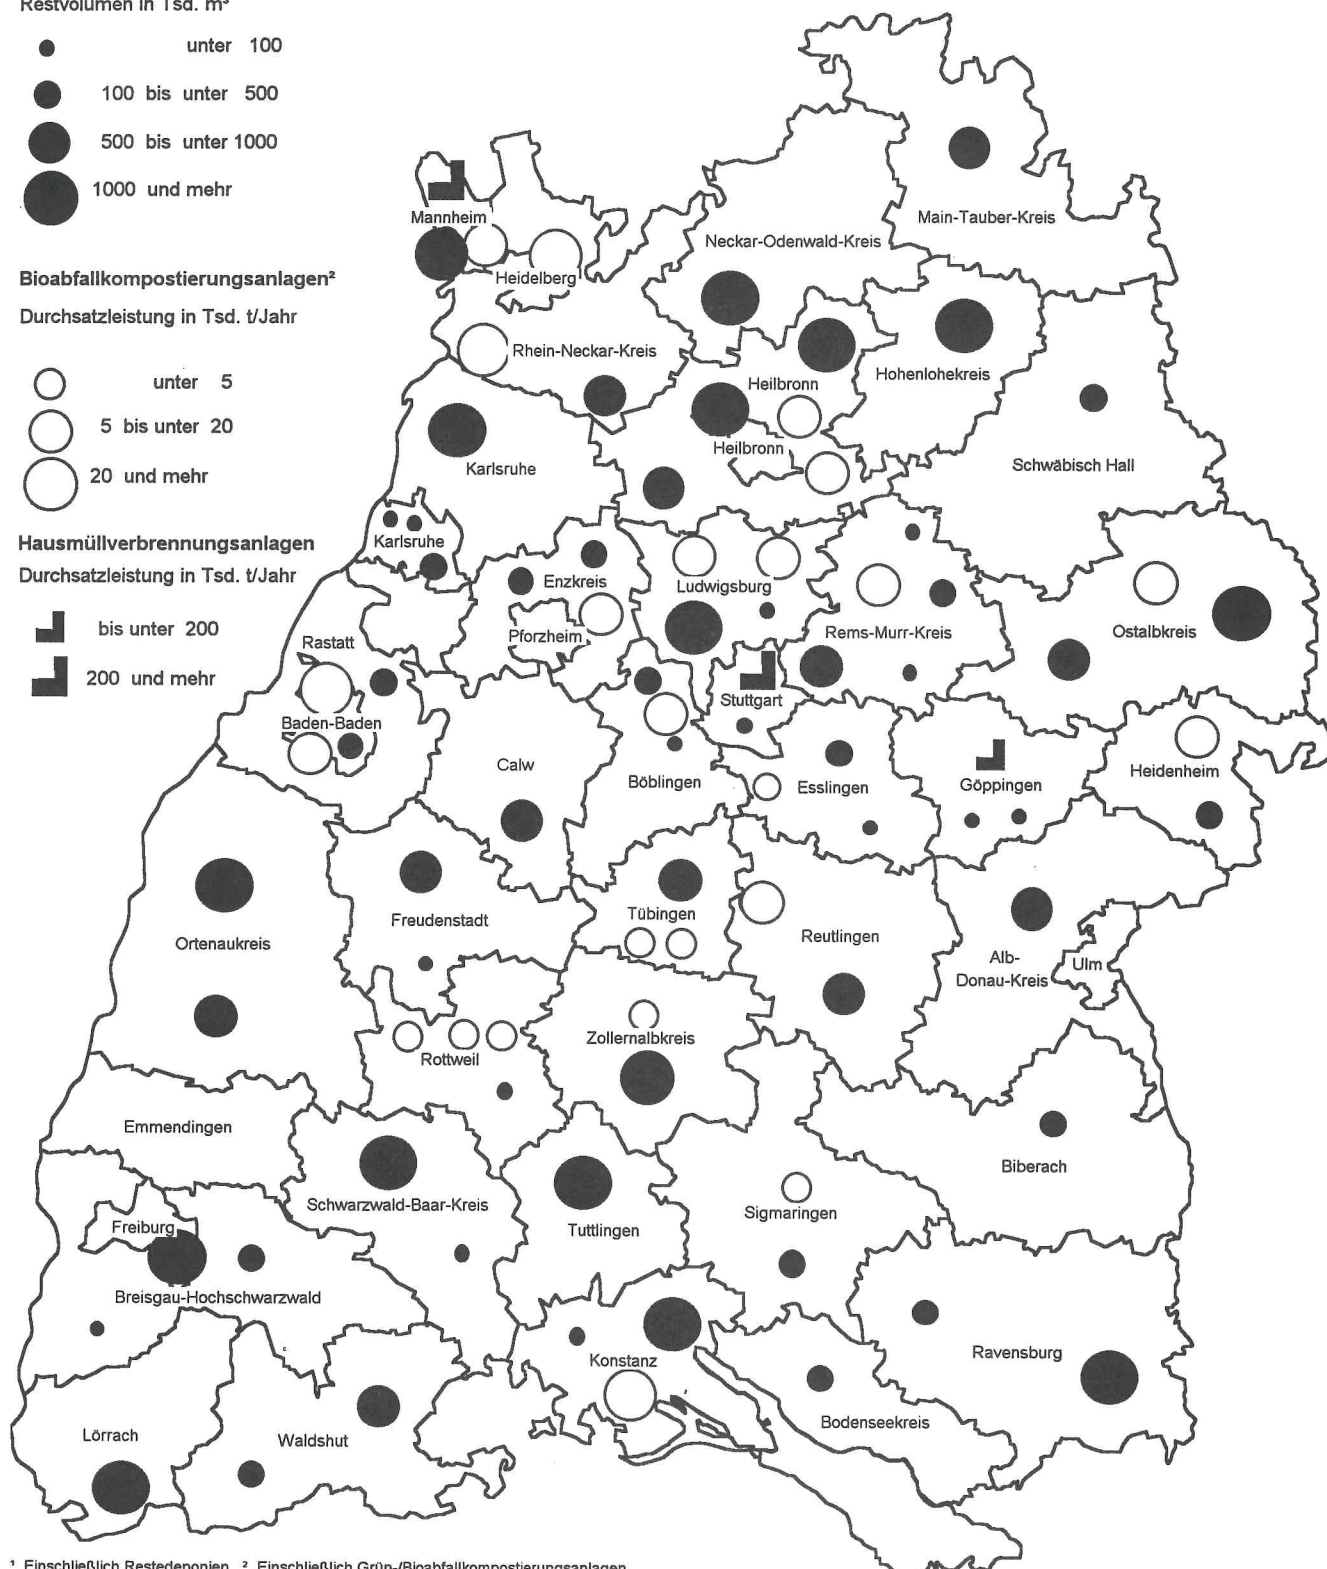 Restvolumen in Tsd. m³
unter 100
100 bis unter 500
500 bis unter 1000
1000 und mehr
Bioabfallkompostierungsanlagen²
Durchsatzleistung in Tsd. t/Jahr
unter 5
5 bis unter 20
20 und mehr
Hausmüllverbrennungsanlagen
Durchsatzleistung in Tsd. t/Jahr
bis unter 200
200 und mehr
Mannheim
Heidelberg
Neckar-Odenwald-Kreis
Main-Tauber-Kreis
Rhein-Neckar-Kreis
Heilbronn
Hohenlohekreis
Karlsruhe
Heilbronn
Schwäbisch Hall
Karlsruhe
Enzkreis
Ludwigsburg
Pforzheim
Rems-Murr-Kreis
Ostalbkreis
Rastatt
Stuttgart
Baden-Baden
Calw
Böblingen
Esslingen
Göppingen
Heidenheim
Freudenstadt
Tübingen
Reutlingen
Ortenaukreis
Alb-
Donau-Kreis
Ulm
Rottweil
Zollernalbkreis
Emmendingen
Biberach
Schwarzwald-Baar-Kreis
Tuttlingen
Sigmaringen
Freiburg
Breisgau-Hochschwarzwald
Konstanz
Ravensburg
Bodenseekreis
Lörrach
Waldshut
¹ Einschließlich Restedeponien ² Einschließlich Grün-/Bioabfallkompostierungsanlagen